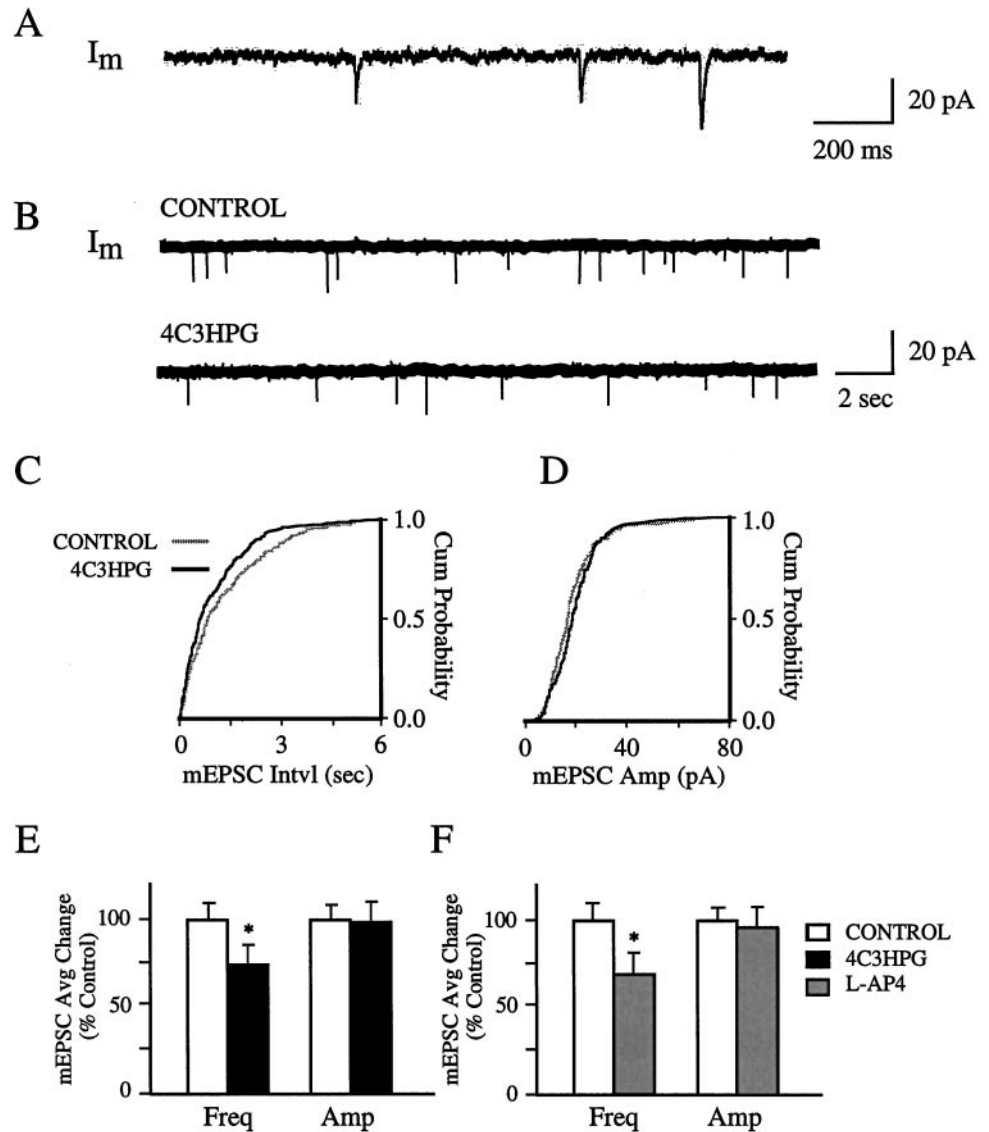 A
Im
20 pA
200 ms
B
CONTROL
Im
4C3HPG
20 pA
2 sec
C
CONTROL
4C3HPG
1.0
0.5
0.0
Cum Probability
0
3
6
mEPSC Intvl (sec)
D
1.0
0.5
0.0
Cum Probability
0
40
80
mEPSC Amp (pA)
E
mEPSC Avg Change
(% Control)
100
50
0
*
Freq
Amp
F
mEPSC Avg Change
(% Control)
100
50
0
*
Freq
Amp
CONTROL
4C3HPG
L-AP4